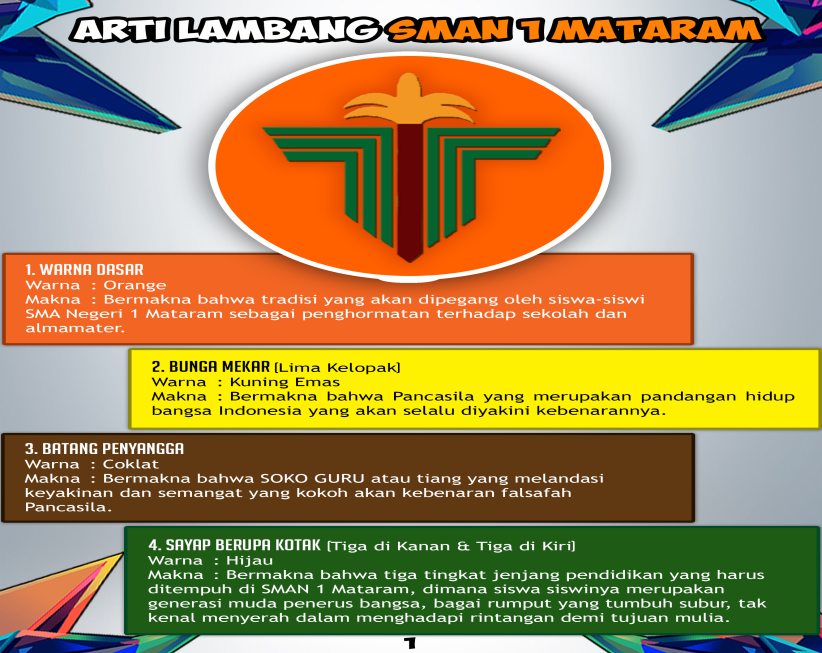 ARTI LAMBANG SMAN 1 MATARAM
1. WARNA DASAR
Warna : Orange
Makna : Bermakna bahwa tradisi yang akan dipegang oleh siswa-siswi
SMA Negeri 1 Mataram sebagai penghormatan terhadap sekolah dan
almamater.
2. BUNGA MEKAR [Lima Kelopak]
Warna : Kuning Emas
Makna : Bermakna bahwa Pancasila yang merupakan pandangan hidup
bangsa Indonesia yang akan selalu diyakini kebenarannya.
3. BATANG PENYANGGA
Warna : Coklat
Makna : Bermakna bahwa SOKO GURU atau tiang yang melandasi
keyakinan dan semangat yang kokoh akan kebenaran falsafah
Pancasila.
4. SAYAP BERUPA KOTAK [Tiga di Kanan & Tiga di Kiri]
Warna : Hijau
Makna : Bermakna bahwa tiga tingkat jenjang pendidikan yang harus
ditempuh di SMAN 1 Mataram, dimana siswa siswinya merupakan
generasi muda penerus bangsa, bagai rumput yang tumbuh subur, tak
kenal menyerah dalam menghadapi rintangan demi tujuan mulia.
1